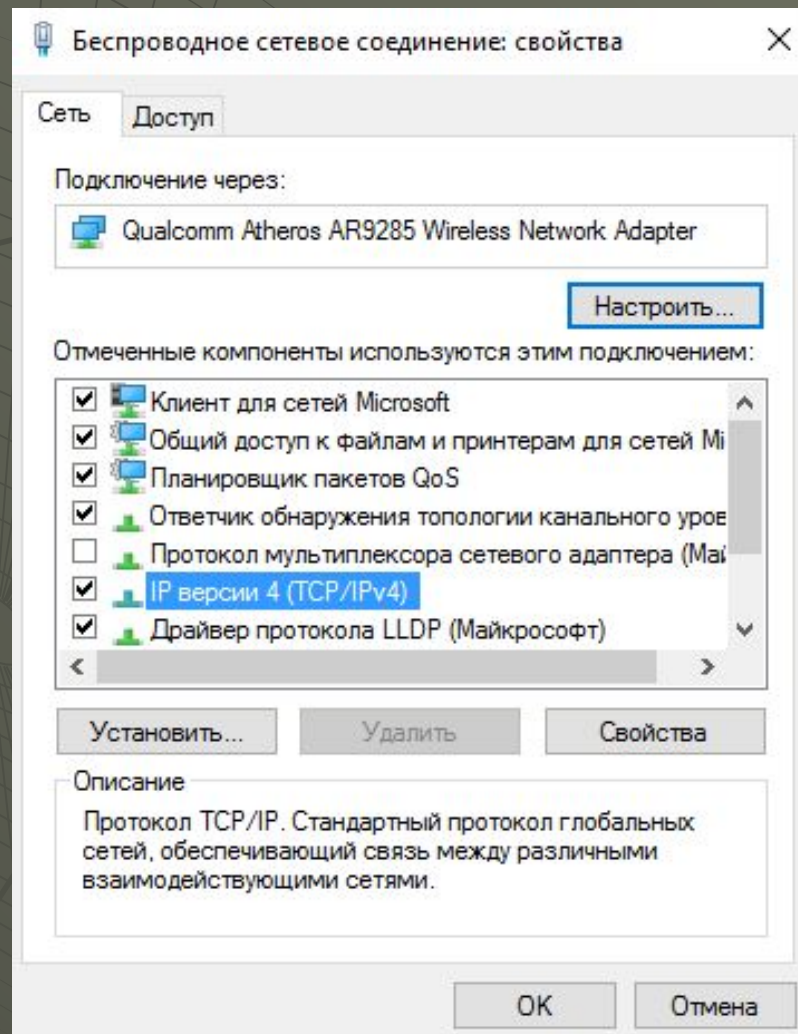 Беспроводное сетевое соединение: свойства
Сеть
Доступ
Подключение через:
Qualcomm Atheros AR9285 Wireless Network Adapter
Настроить...
Отмеченные компоненты используются этим подключением:
Клиент для сетей Microsoft
Общий доступ к файлам и принтерам для сетей Mi
Планировщик пакетов QoS
Ответчик обнаружения топологии канального уров
Протокол мультиплексора сетевого адаптера (Май
IP версии 4 (TCP/IPv4)
Драйвер протокола LLDP (Майкрософт)
Установить...
Удалить
Свойства
Описание
Протокол TCP/IP. Стандартный протокол глобальных
сетей, обеспечивающий связь между различными
взаимодействующими сетями.
OK
Отмена